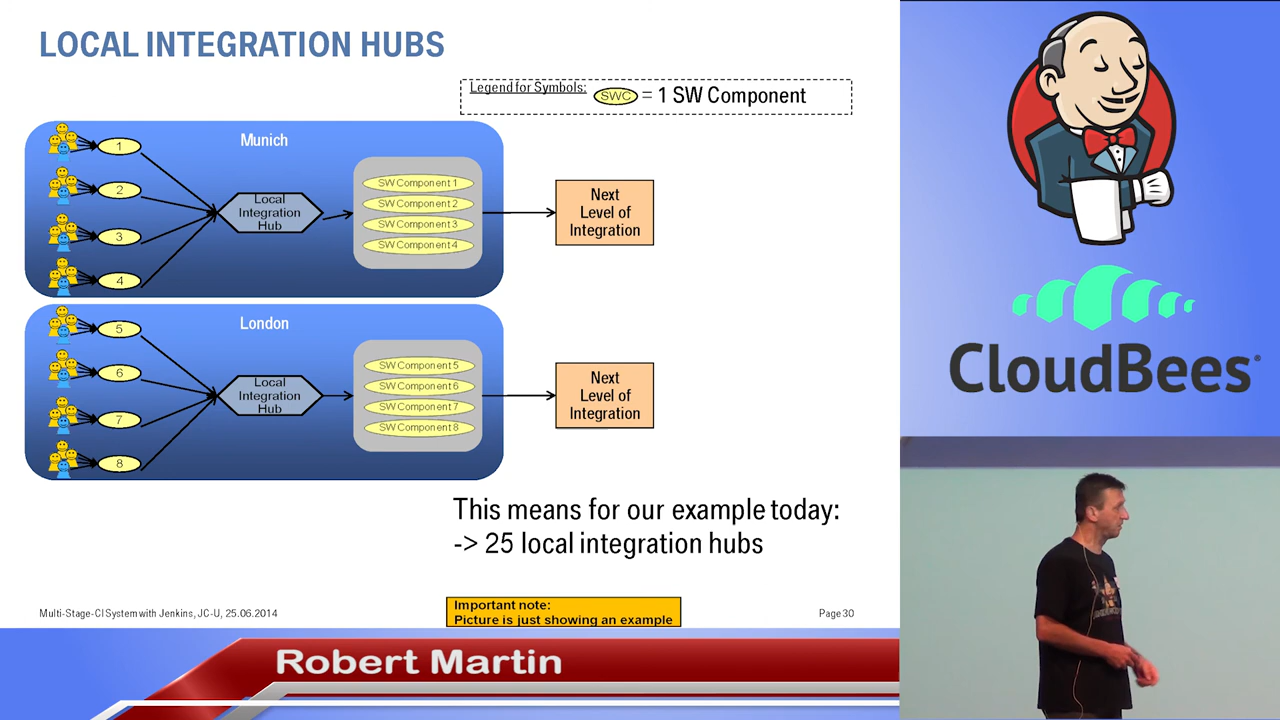 LOCAL INTEGRATION HUBS
Legend for Symbols:
SWC = 1 SW Component
Munich
1
2
3
4
Local
Integration
Hub
SW Component 1
SW Component 2
SW Component 3
SW Component 4
Next
Level of
Integration
London
5
6
7
8
Local
Integration
Hub
SW Component 5
SW Component 6
SW Component 7
SW Component 8
Next
Level of
Integration
This means for our example today:
-> 25 local integration hubs
Multi-Stage-CI System with Jenkins, JC-U, 25.06.2014
Important note:
Picture is just showing an example
Page 30
Robert Martin
CloudBees